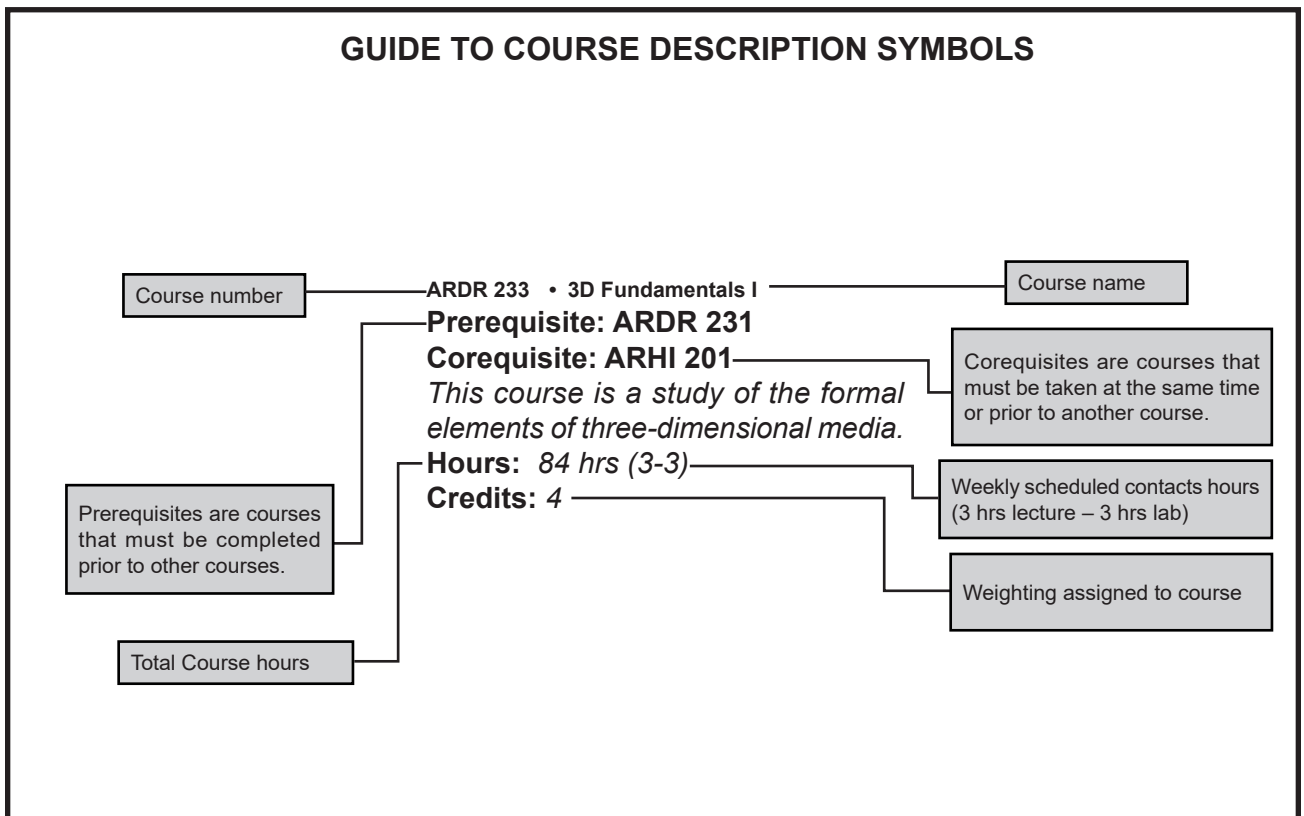 GUIDE TO COURSE DESCRIPTION SYMBOLS
Course number
ARDR 233 • 3D Fundamentals I
Course name
Prerequisite: ARDR 231
Corequisite: ARHI 201
This course is a study of the formal
elements of three-dimensional media.
Hours: 84 hrs (3-3)
Credits: 4
Corequisites are courses that
must be taken at the same time
or prior to another course.
Weekly scheduled contacts hours
(3 hrs lecture – 3 hrs lab)
Prerequisites are courses
that must be completed
prior to other courses.
Weighting assigned to course
Total Course hours